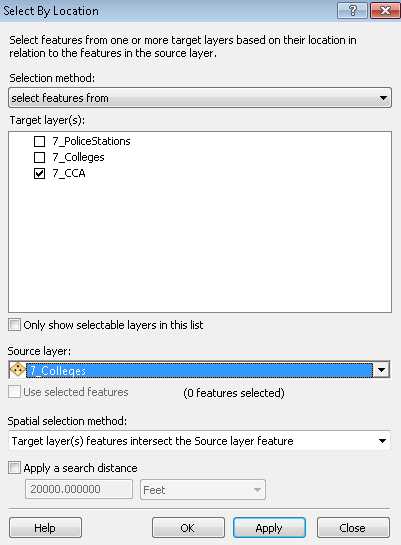 Select By Location
Select features from one or more target layers based on their location in
relation to the features in the source layer.
Selection method:
select features from
Target layer(s):
7_PoliceStations
7_Colleges
7_CCA
Only show selectable layers in this list
Source layer:
7_Colleges
Use selected features (0 features selected)
Spatial selection method:
Target layer(s) features intersect the Source layer feature
Apply a search distance
20000.000000 Feet
Help OK Apply Close